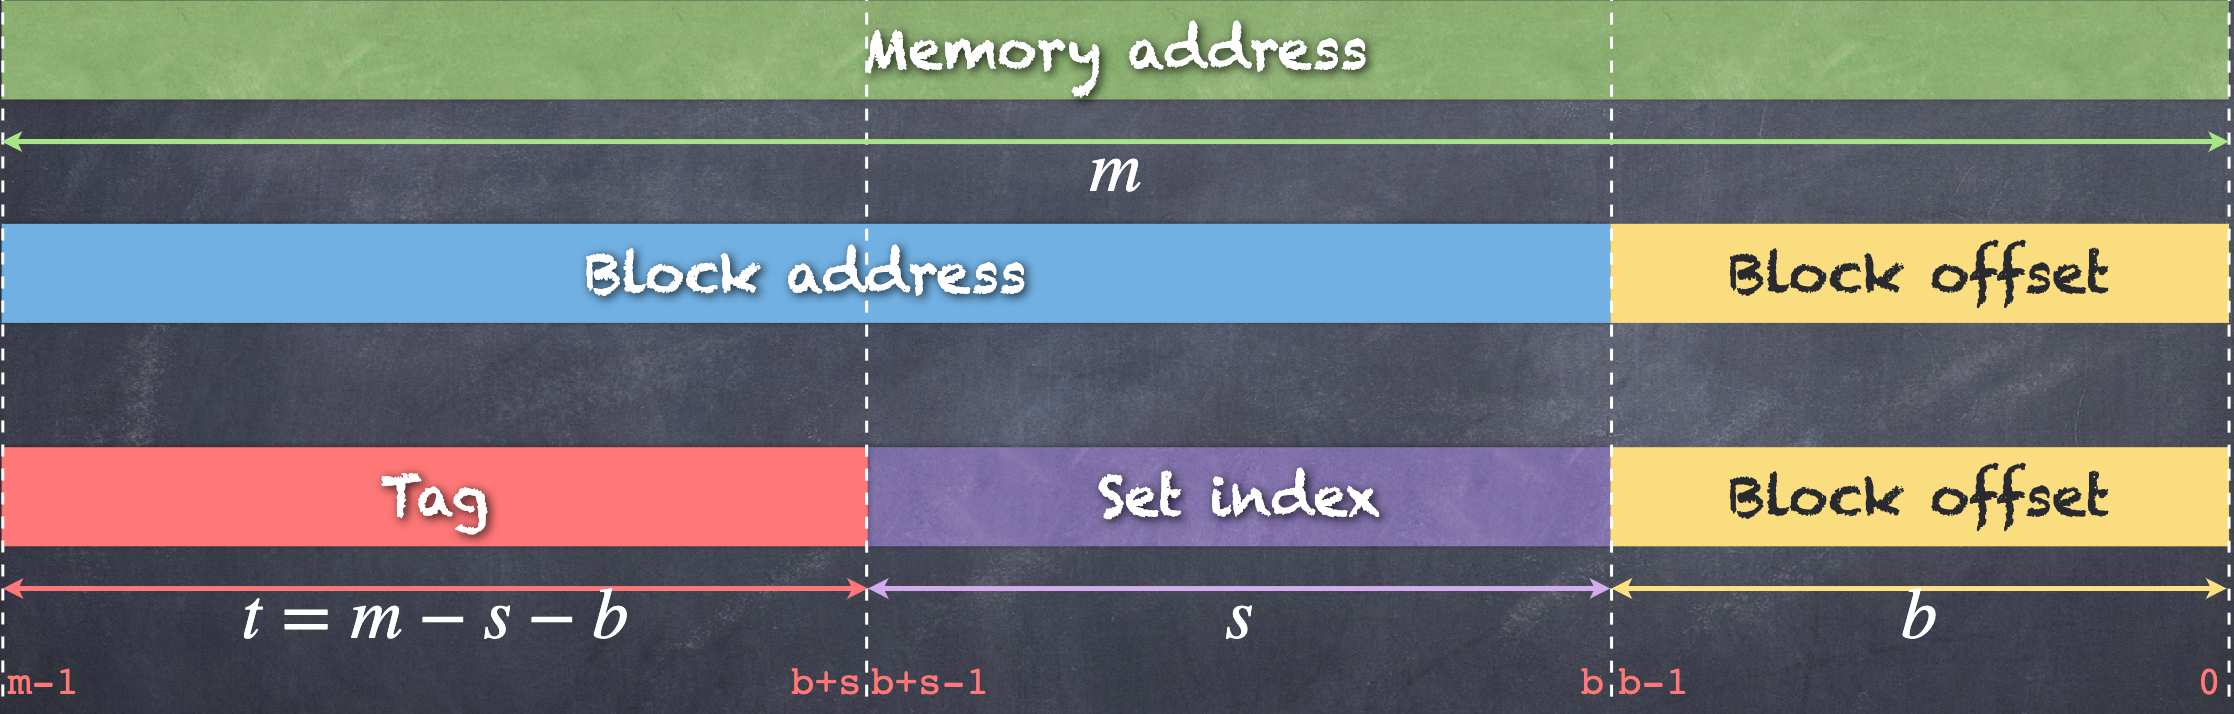 Memory address
m
Block address Block offset
Tag Set index Block offset
t = m − s − b s b
m-1 b+s b+s-1 b b-1 0